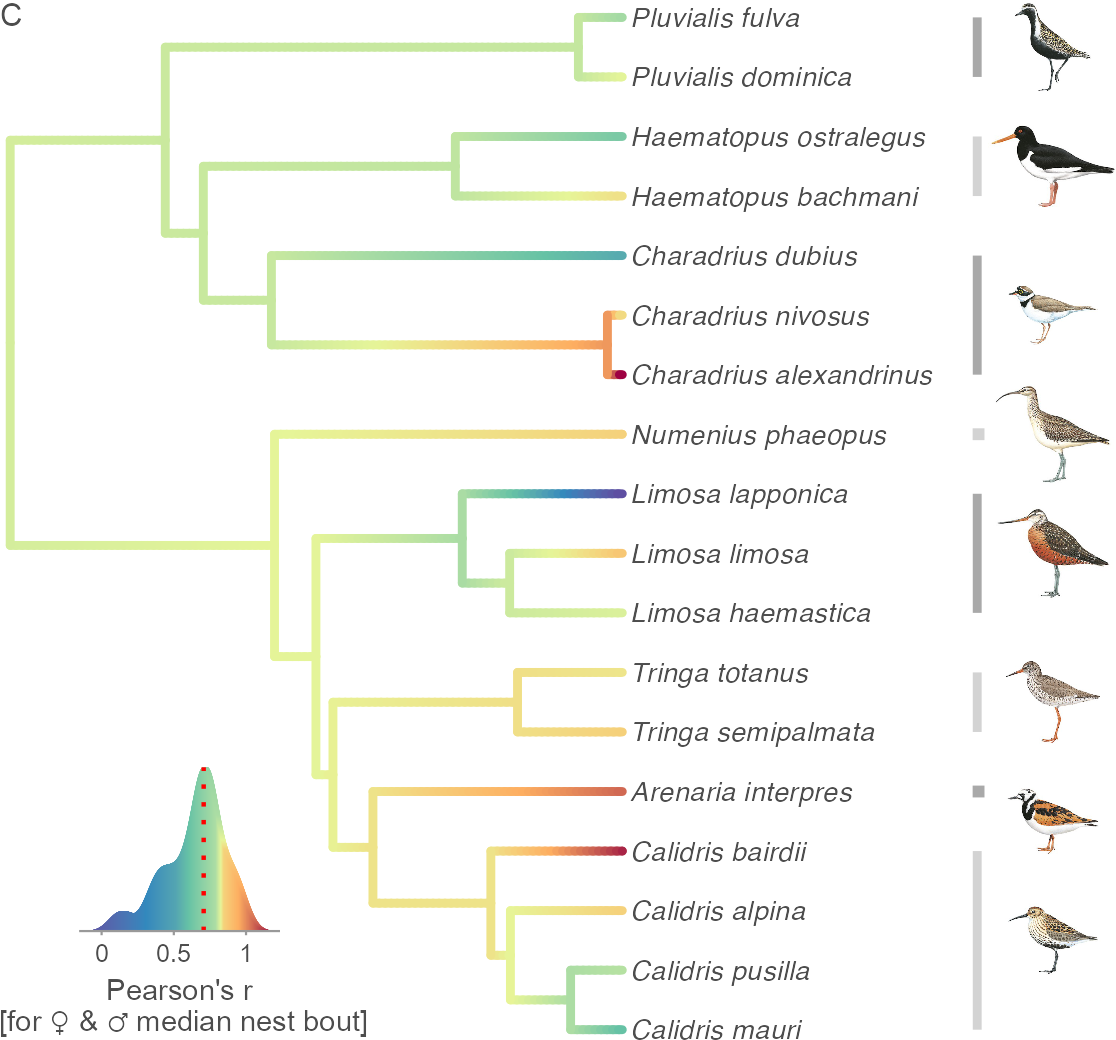 C
Pluvialis fulva
Pluvialis dominica
Haematopus ostralegus
Haematopus bachmani
Charadrius dubius
Charadrius nivosus
Charadrius alexandrinus
Numenius phaeopus
Limosa lapponica
Limosa limosa
Limosa haemastica
Tringa totanus
Tringa semipalmata
Arenaria interpres
Calidris bairdii
Calidris alpina
Calidris pusilla
Calidris mauri
0 0.5 1
Pearson's r
[for ♀ & ♂ median nest bout]